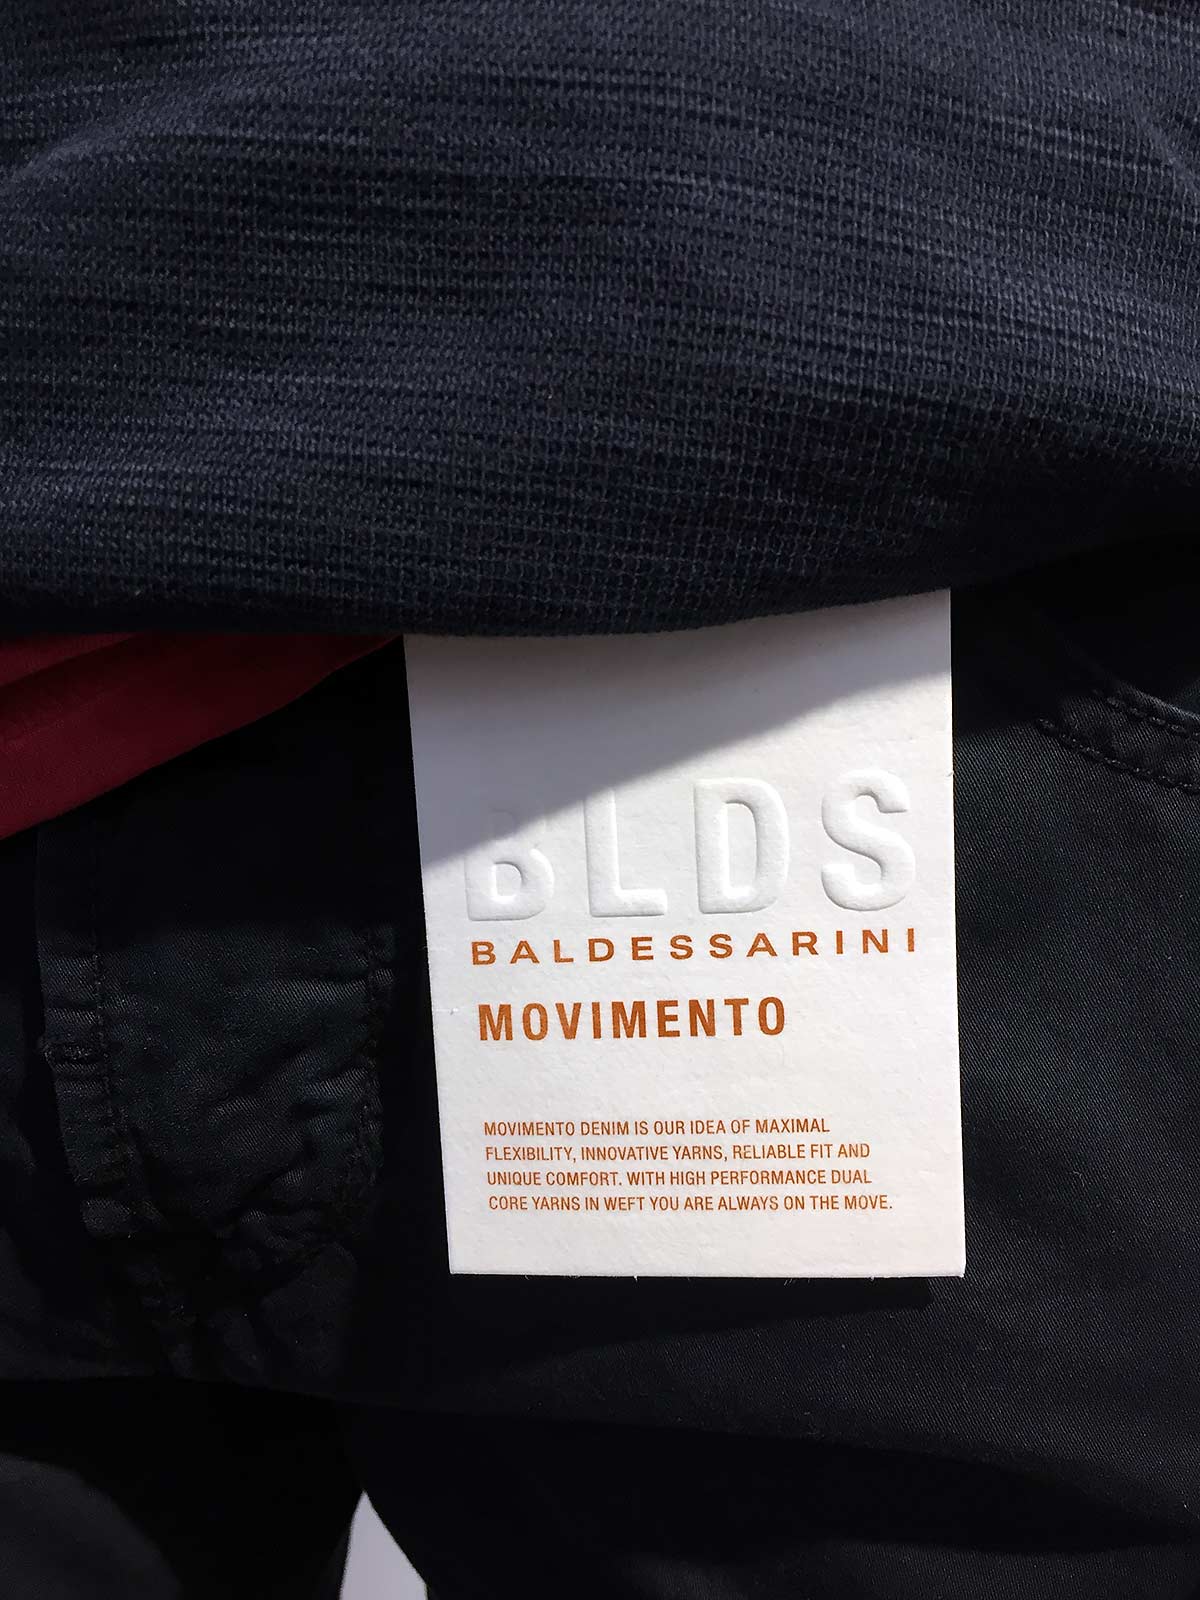 BLDS
BALDESSARINI
MOVIMENTO
MOVIMENTO DENIM IS OUR IDEA OF MAXIMAL
FLEXIBILITY, INNOVATIVE YARNS, RELIABLE FIT AND
UNIQUE COMFORT. WITH HIGH PERFORMANCE DUAL
CORE YARNS IN WEFT YOU ARE ALWAYS ON THE MOVE.